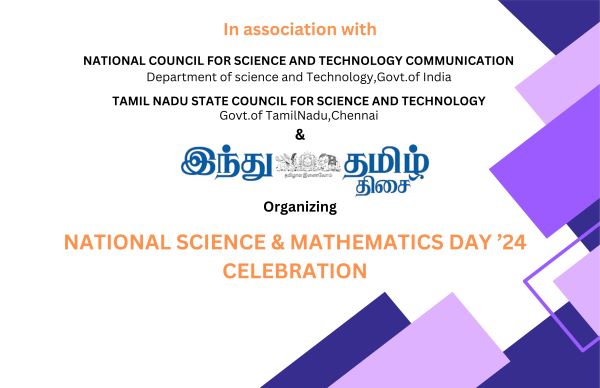 In association with
NATIONAL COUNCIL FOR SCIENCE AND TECHNOLOGY COMMUNICATION
Department of science and Technology,Govt.of India
TAMIL NADU STATE COUNCIL FOR SCIENCE AND TECHNOLOGY
Govt.of TamilNadu,Chennai
&
இந்து தமிழ்
தமிழால் இணைவோம்
திசை
Organizing
NATIONAL SCIENCE & MATHEMATICS DAY ’24
CELEBRATION